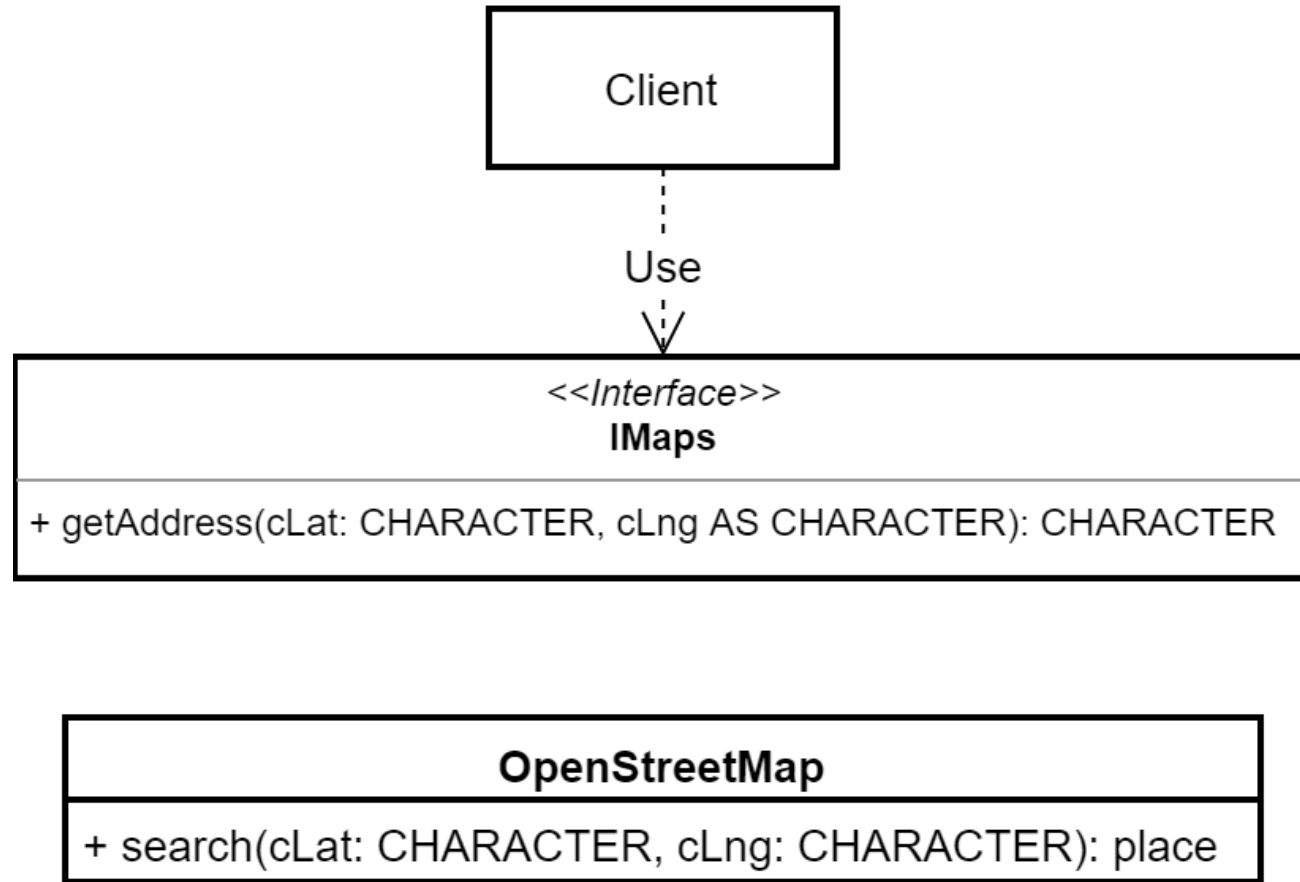 Client
Use
<<Interface>>
IMaps
+ getAddress(cLat: CHARACTER, cLng AS CHARACTER): CHARACTER
OpenStreetMap
+ search(cLat: CHARACTER, cLng: CHARACTER): place